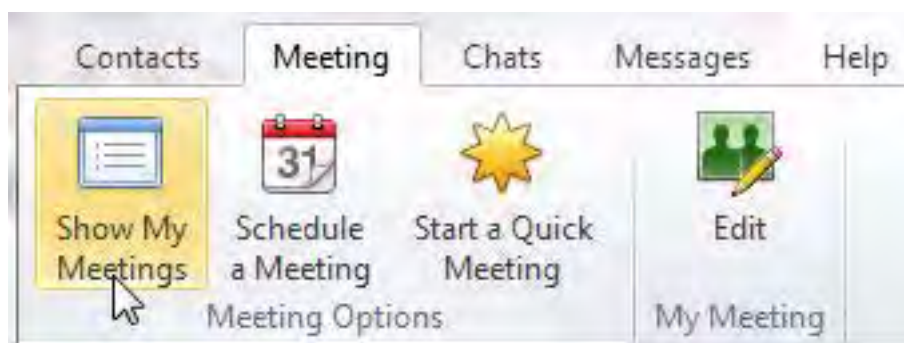 Contacts Meeting Chats Messages Help
31
Show My Meetings
Schedule a Meeting
Start a Quick Meeting
Edit
Meeting Options My Meeting